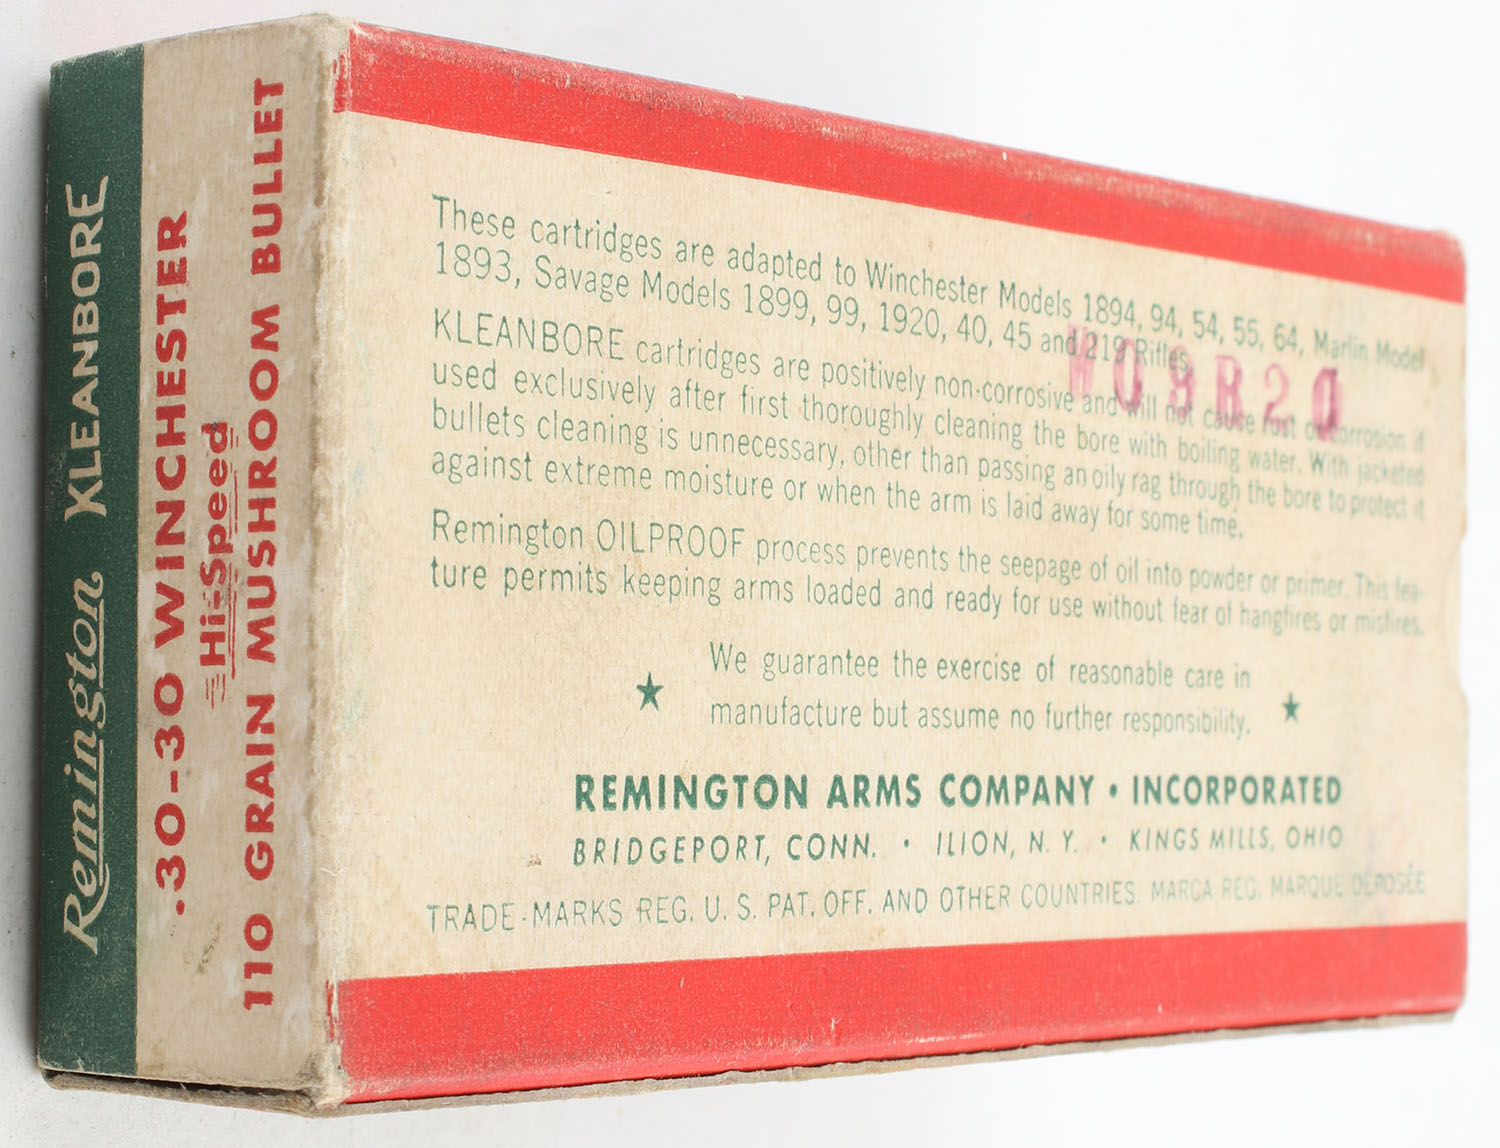 Remington KLEANBORE
.30-30 WINCHESTER
Hi-Speed
110 GRAIN MUSHROOM BULLET
These cartridges are adapted to Winchester Models 1894, 94, 54, 55, 64, Marlin Model
1893, Savage Models 1899, 99, 1920, 40, 45 and 219 Rifles.
KLEANBORE cartridges are positively non-corrosive and will not cause rust or corrosion if
used exclusively after first thoroughly cleaning the bore with boiling water. With jacketed
bullets cleaning is unnecessary, other than passing an oily rag through the bore to protect it
against extreme moisture or when the arm is laid away for some time.
Remington OILPROOF process prevents the seepage of oil into powder or primer. This fea-
ture permits keeping arms loaded and ready for use without fear of hangfires or misfires.
We guarantee the exercise of reasonable care in
manufacture but assume no further responsibility.
REMINGTON ARMS COMPANY • INCORPORATED
BRIDGEPORT, CONN. • ILION, N. Y. • KINGS MILLS, OHIO
TRADE-MARKS REG. U. S. PAT. OFF. AND OTHER COUNTRIES. MARCA REG. MARQUE DÉPOSÉE